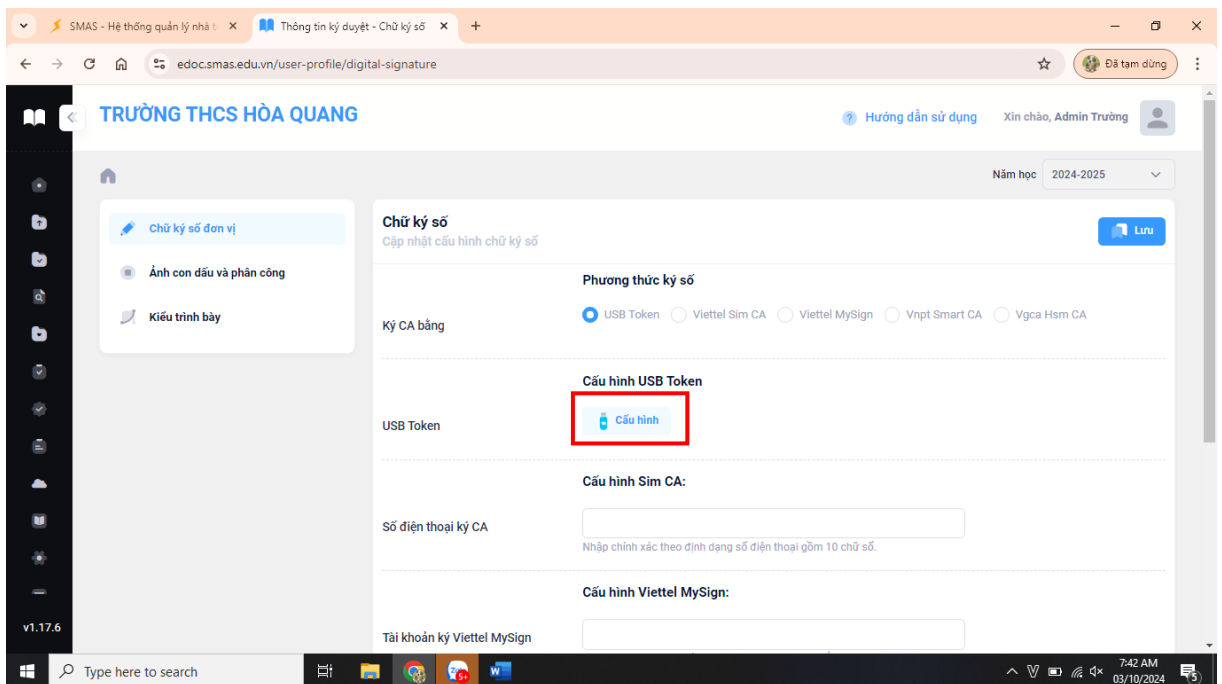 SMAS - Hệ thống quản lý nhà t
Thông tin ký duyệt - Chữ ký số
edoc.smas.edu.vn/user-profile/digital-signature
Đã tạm dừng
TRƯỜNG THCS HÒA QUANG
? Hướng dẫn sử dụng
Xin chào, Admin Trường
Năm học
2024-2025
Chữ ký số đơn vị
Ảnh con dấu và phân công
Kiểu trình bày
Chữ ký số
Cập nhật cấu hình chữ ký số
Lưu
Phương thức ký số
Ký CA bằng
USB Token
Viettel Sim CA
Viettel MySign
Vnpt Smart CA
Vgca Hsm CA
Cấu hình USB Token
USB Token
Cấu hình
Cấu hình Sim CA:
Số điện thoại ký CA
Nhập chính xác theo định dạng số điện thoại gồm 10 chữ số.
Cấu hình Viettel MySign:
Tài khoản ký Viettel MySign
v1.17.6
Type here to search
5+
7:42 AM
03/10/2024
5